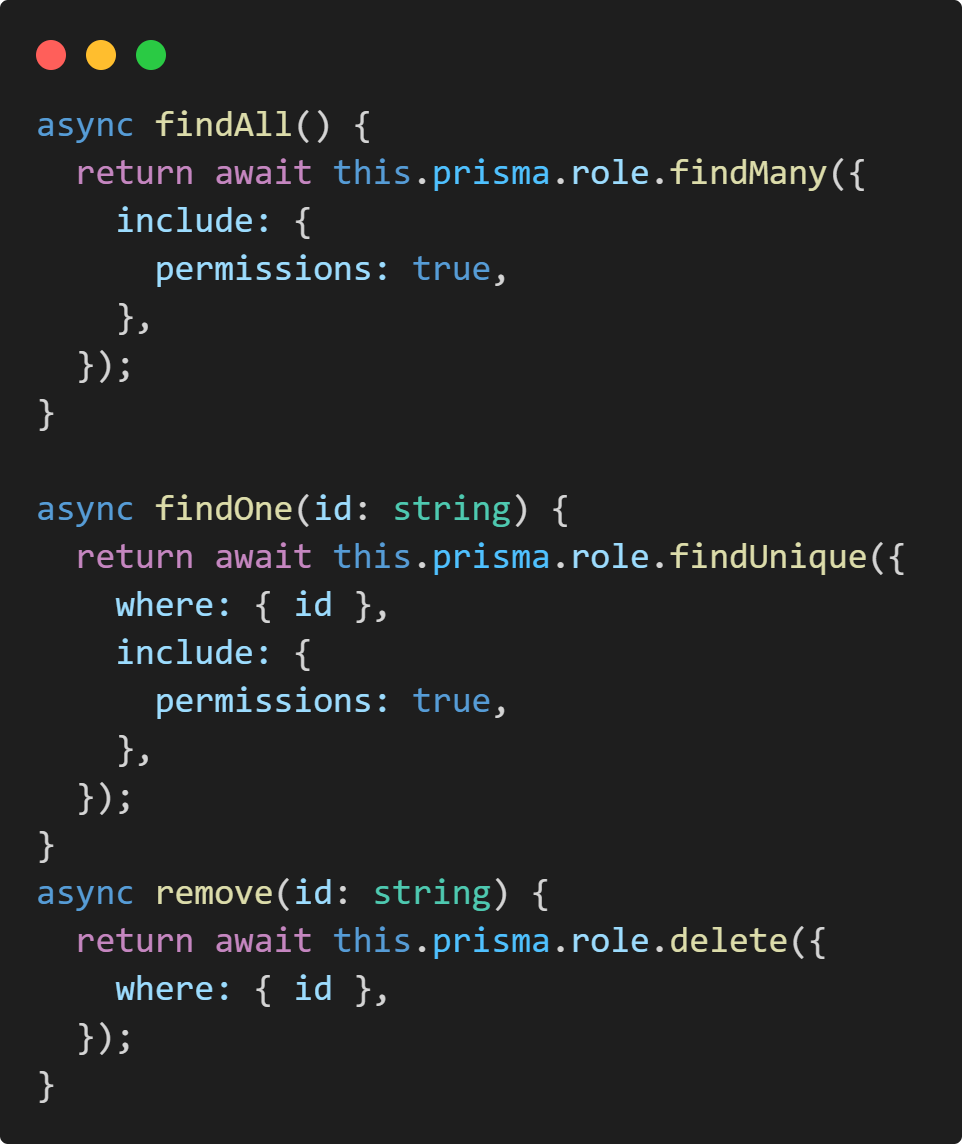 async findAll() {
  return await this.prisma.role.findMany({
    include: {
      permissions: true,
    },
  });
}

async findOne(id: string) {
  return await this.prisma.role.findUnique({
    where: { id },
    include: {
      permissions: true,
    },
  });
}
async remove(id: string) {
  return await this.prisma.role.delete({
    where: { id },
  });
}